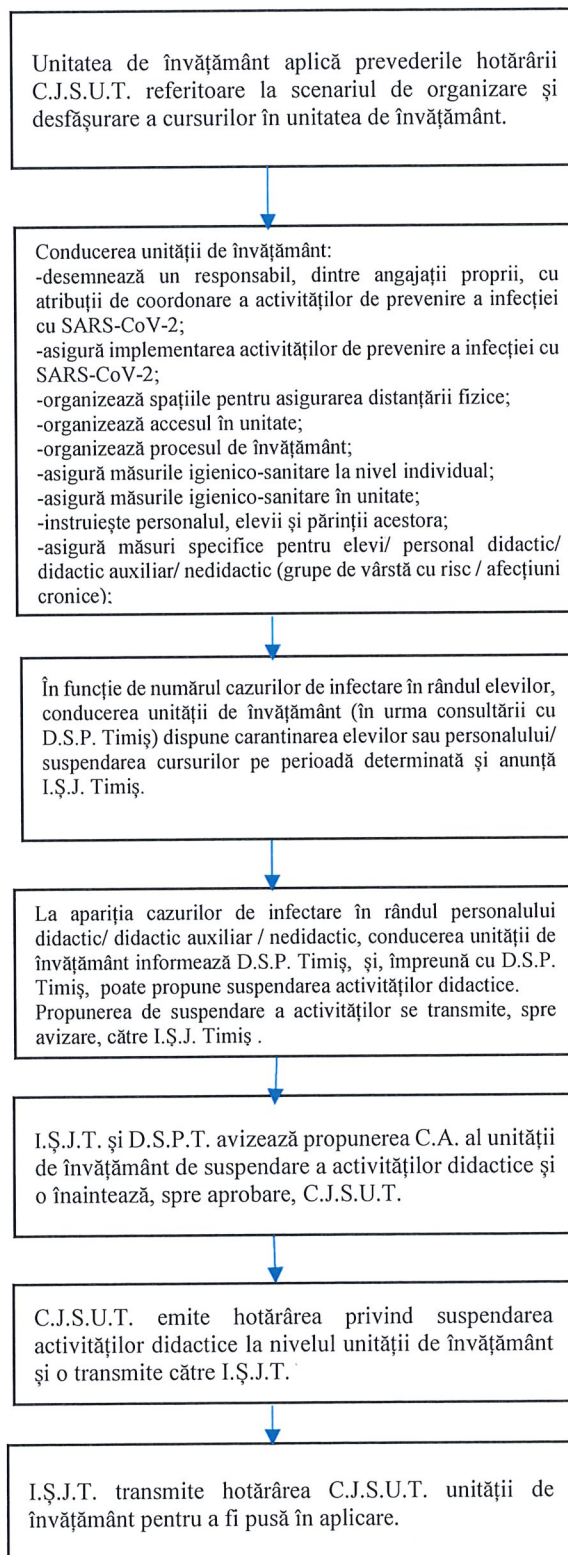 Unitatea de învățământ aplică prevederile hotărârii
C.J.S.U.T. referitoare la scenariul de organizare și
desfășurare a cursurilor în unitatea de învățământ.
Conducerea unității de învățământ:
-desemnează un responsabil, dintre angajații proprii, cu
atribuții de coordonare a activităților de prevenire a infecției
cu SARS-CoV-2;
-asigură implementarea activităților de prevenire a infecției cu
SARS-CoV-2;
-organizează spațiile pentru asigurarea distanțării fizice;
-organizează accesul în unitate;
-organizează procesul de învățământ;
-asigură măsurile igienico-sanitare la nivel individual;
-asigură măsurile igienico-sanitare în unitate;
-instruiește personalul, elevii și părinții acestora;
-asigură măsuri specifice pentru elevi/ personal didactic/
didactic auxiliar/ nedidactic (grupe de vârstă cu risc / afecțiuni
cronice);
În funcție de numărul cazurilor de infectare în rândul elevilor,
conducerea unității de învățământ (în urma consultării cu
D.S.P. Timiș) dispune carantinarea elevilor sau personalului/
suspendarea cursurilor pe perioadă determinată și anunță
I.Ș.J. Timiș.
La apariția cazurilor de infectare în rândul personalului
didactic/ didactic auxiliar / nedidactic, conducerea unității de
învățământ informează D.S.P. Timiș, și, împreună cu D.S.P.
Timiș, poate propune suspendarea activităților didactice.
Propunerea de suspendare a activităților se transmite, spre
avizare, către I.Ș.J. Timiș .
I.Ș.J.T. și D.S.P.T. avizează propunerea C.A. al unității
de învățământ de suspendare a activităților didactice și
o înaintează, spre aprobare, C.J.S.U.T.
C.J.S.U.T. emite hotărârea privind suspendarea
activităților didactice la nivelul unității de învățământ
și o transmite către I.Ș.J.T.
I.Ș.J.T. transmite hotărârea C.J.S.U.T. unității de
învățământ pentru a fi pusă în aplicare.